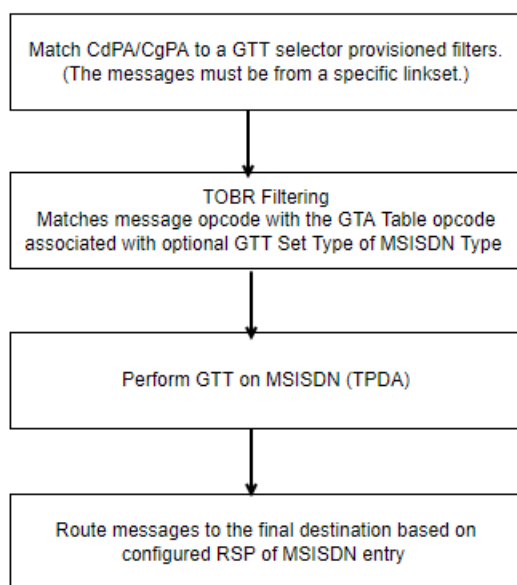 Match CdPA/CgPA to a GTT selector provisioned filters.
(The messages must be from a specific linkset.)
TOBR Filtering
Matches message opcode with the GTA Table opcode
associated with optional GTT Set Type of MSISDN Type
Perform GTT on MSISDN (TPDA)
Route messages to the final destination based on
configured RSP of MSISDN entry